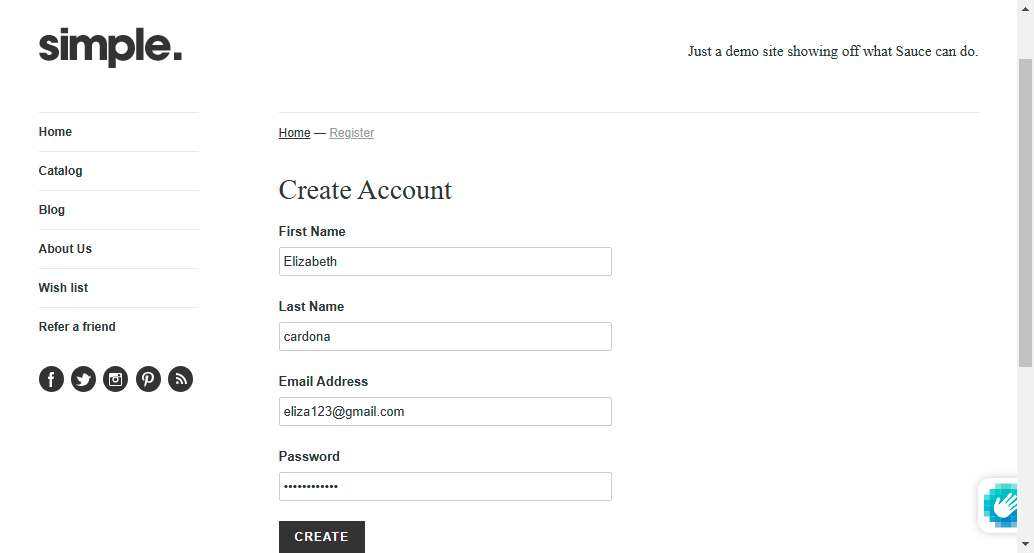 simple.
Just a demo site showing off what Sauce can do.
Home
Catalog
Blog
About Us
Wish list
Refer a friend
Home — Register
Create Account
First Name
Elizabeth
Last Name
cardona
Email Address
eliza123@gmail.com
Password
••••••••••••
CREATE